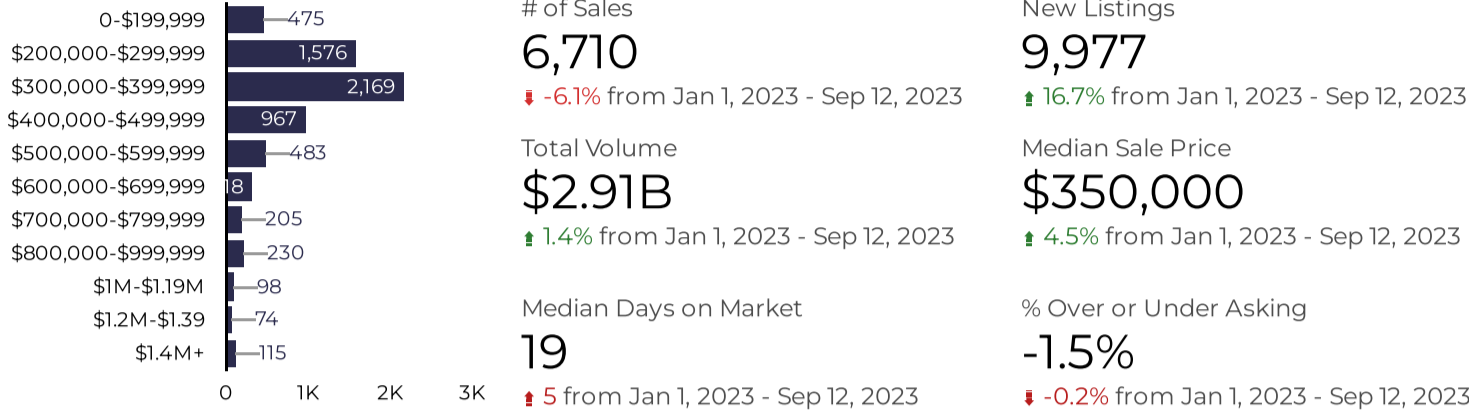 0-$199,999 475
$200,000-$299,999 1,576
$300,000-$399,999 2,169
$400,000-$499,999 967
$500,000-$599,999 483
$600,000-$699,999 18
$700,000-$799,999 205
$800,000-$999,999 230
$1M-$1.19M 98
$1.2M-$1.39 74
$1.4M+ 115
0 1K 2K 3K
# of Sales
6,710
-6.1% from Jan 1, 2023 - Sep 12, 2023
New Listings
9,977
16.7% from Jan 1, 2023 - Sep 12, 2023
Total Volume
$2.91B
1.4% from Jan 1, 2023 - Sep 12, 2023
Median Sale Price
$350,000
4.5% from Jan 1, 2023 - Sep 12, 2023
Median Days on Market
19
5 from Jan 1, 2023 - Sep 12, 2023
% Over or Under Asking
-1.5%
-0.2% from Jan 1, 2023 - Sep 12, 2023